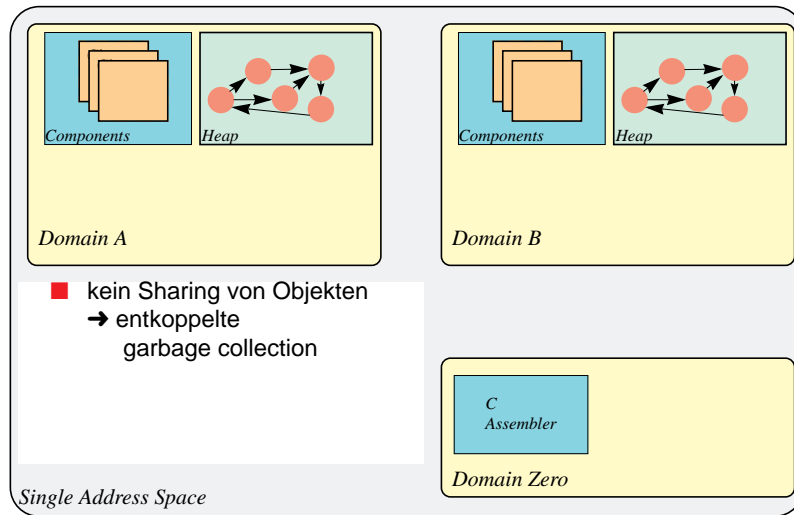 Components
Heap
Domain A
Components
Heap
Domain B
kein Sharing von Objekten
➔ entkoppelte
garbage collection
C
Assembler
Domain Zero
Single Address Space